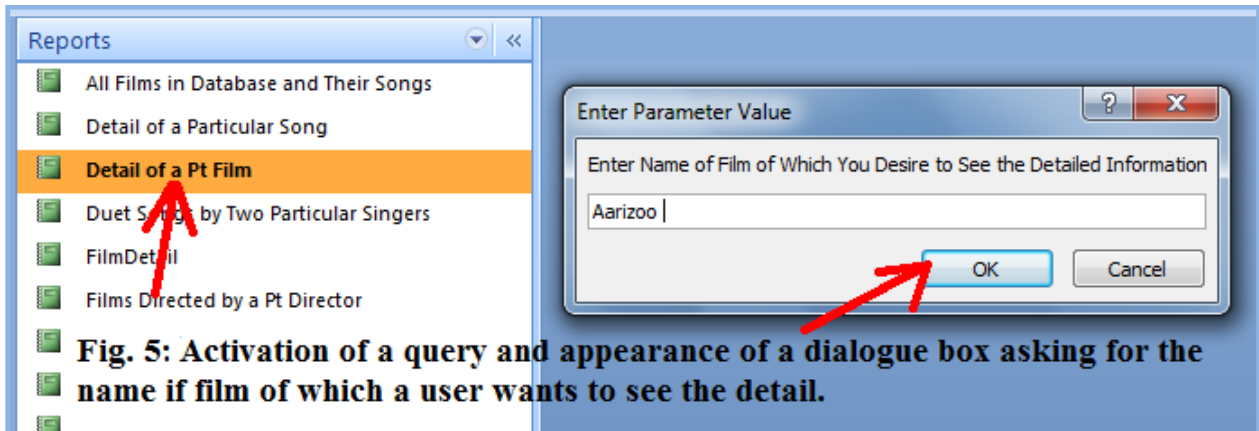 Reports
All Films in Database and Their Songs
Detail of a Particular Song
Detail of a Pt Film
Duet Songs by Two Particular Singers
FilmDetail
Films Directed by a Pt Director
Enter Parameter Value
Enter Name of Film of Which You Desire to See the Detailed Information
Aarizoo
OK
Cancel
Fig. 5: Activation of a query and appearance of a dialogue box asking for the
name if film of which a user wants to see the detail.